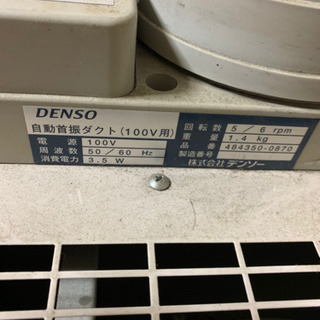 DENSO
自動首振ダクト(100V用)
電源 100V
周波数 50/60 Hz
消費電力 3.5 W
回転数 5/6 rpm
重量 1.4 kg
品番 484350-0870
製造番号
株式会社デンソー